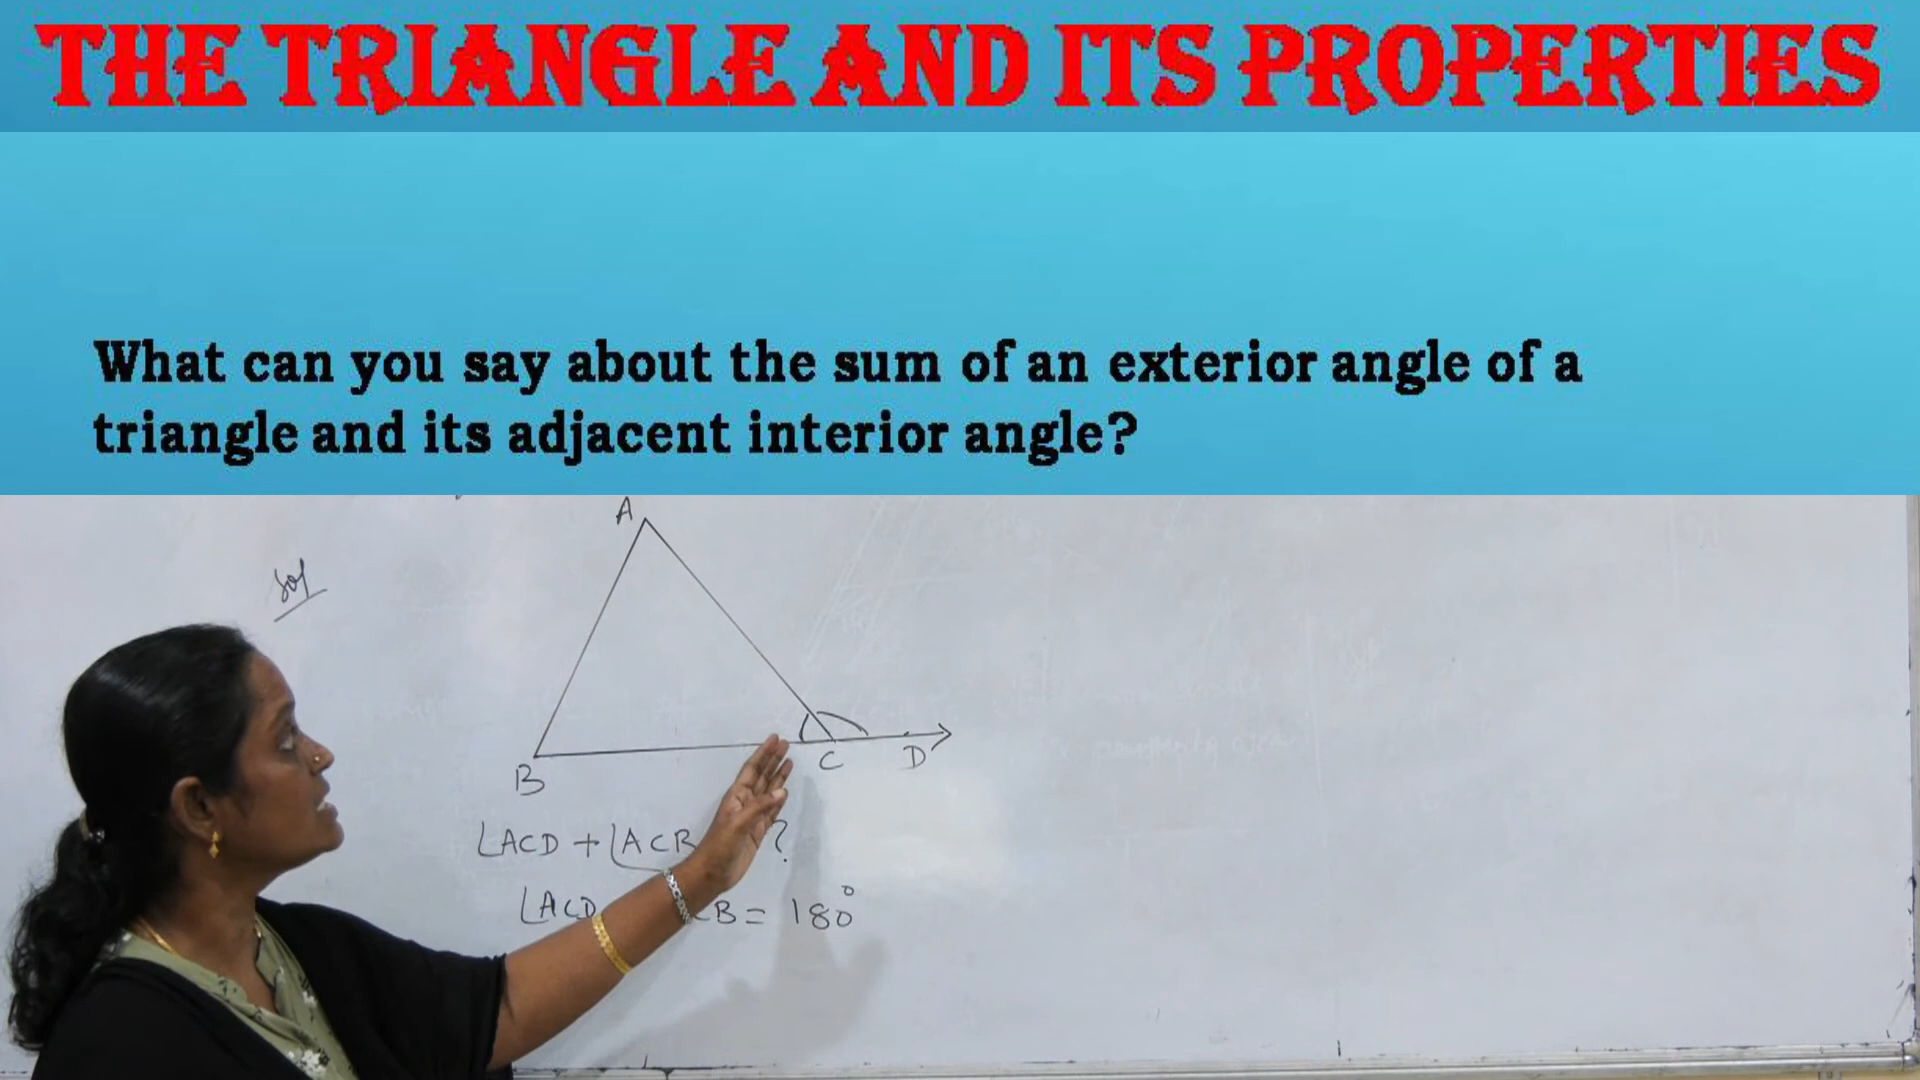 THE TRIANGLE AND ITS PROPERTIES
What can you say about the sum of an exterior angle of a
triangle and its adjacent interior angle?
Sol
A
B
C
D
∠ACD + ∠ACB ?
∠ACD CB = 180°